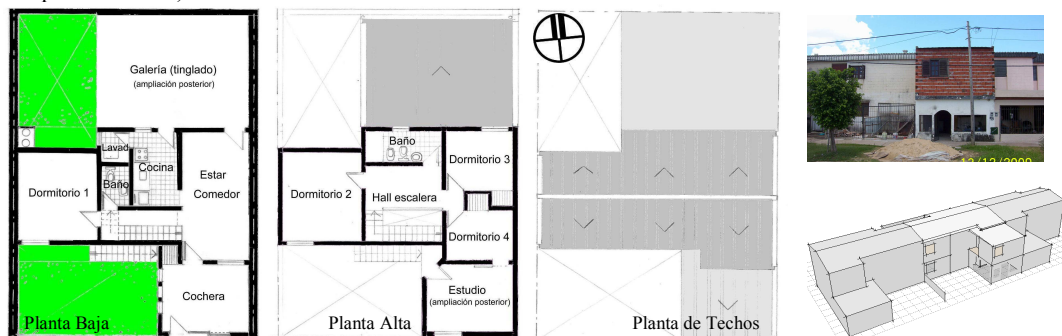 Galería (tinglado)
(ampliación posterior)
Lavad
Cocina
Baño
Dormitorio 1
Estar
Comedor
Cochera
Planta Baja
Baño
Dormitorio 3
Dormitorio 2
Hall escalera
Dormitorio 4
Estudio
(ampliación posterior)
Planta Alta
Planta de Techos